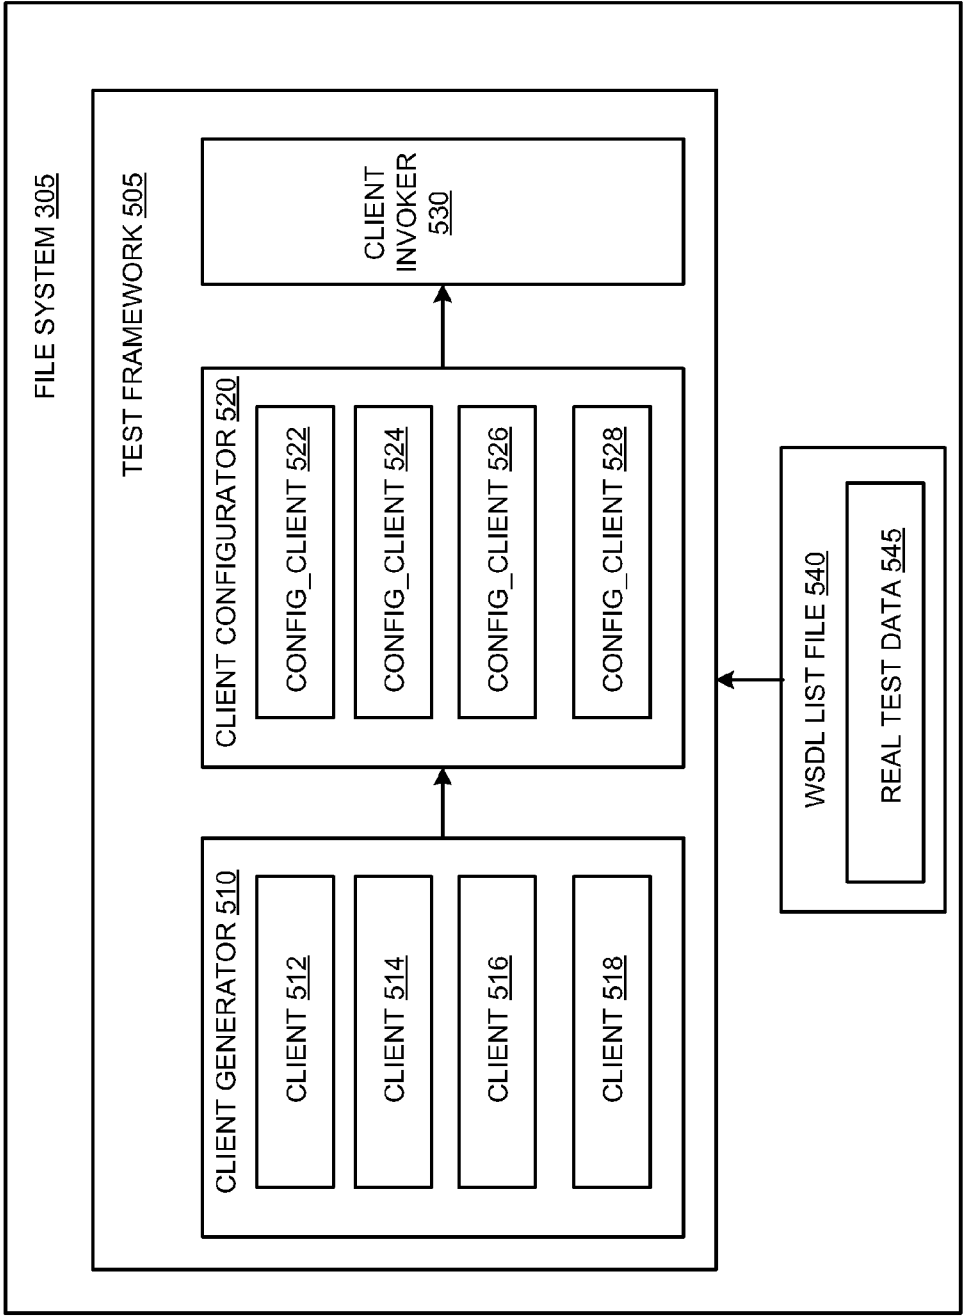 FILE SYSTEM 305
TEST FRAMEWORK 505
CLIENT GENERATOR 510
CLIENT 512
CLIENT 514
CLIENT 516
CLIENT 518
CLIENT CONFIGURATOR 520
CONFIG_CLIENT 522
CONFIG_CLIENT 524
CONFIG_CLIENT 526
CONFIG_CLIENT 528
CLIENT
INVOKER
530
WSDL LIST FILE 540
REAL TEST DATA 545